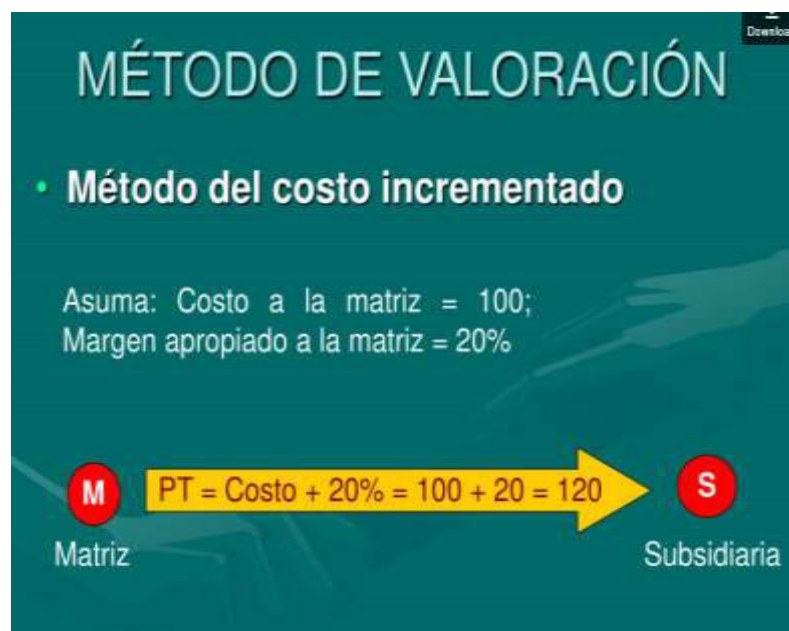 MÉTODO DE VALORACIÓN
• Método del costo incrementado
Asuma: Costo a la matriz = 100;
Margen apropiado a la matriz = 20%
M
PT = Costo + 20% = 100 + 20 = 120
S
Matriz
Subsidiaria